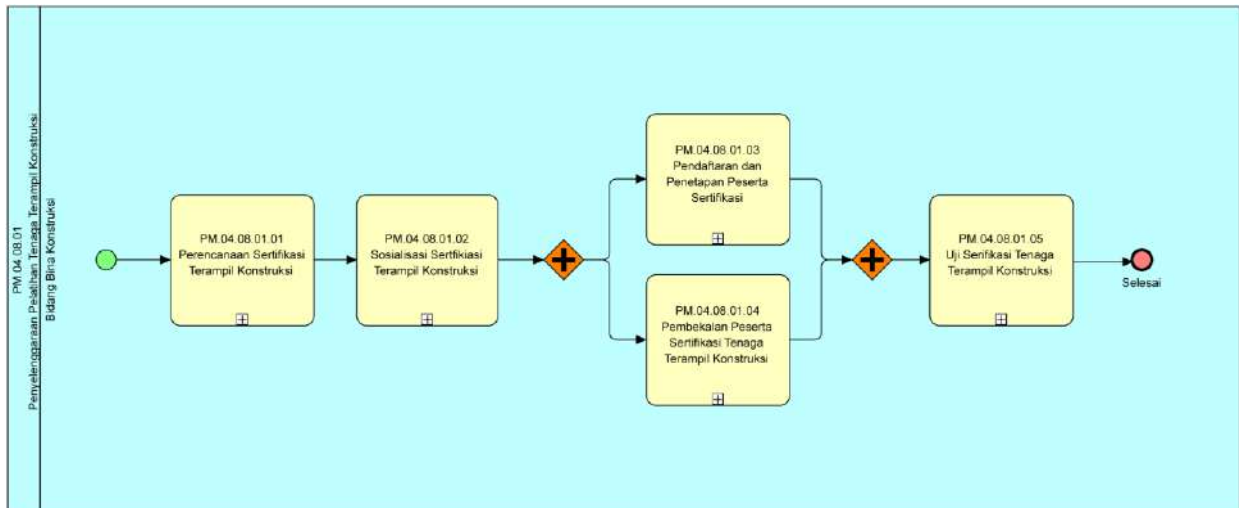 PM.04.08.01
Penyelenggaraan Pelatihan Tenaga Terampil Konstruksi
Bidang Bina Konstruksi
PM.04.08.01.01
Perencanaan Sertifikasi
Terampil Konstruksi
PM.04.08.01.02
Sosialisasi Sertfikiasi
Terampil Konstruksi
PM.04.08.01.03
Pendaftaran dan
Penetapan Peserta
Sertifikasi
PM.04.08.01.04
Pembekalan Peserta
Sertifikasi Tenaga
Terampil Konstruksi
PM.04.08.01.05
Uji Serifikasi Tenaga
Terampil Konstruksi
Selesai